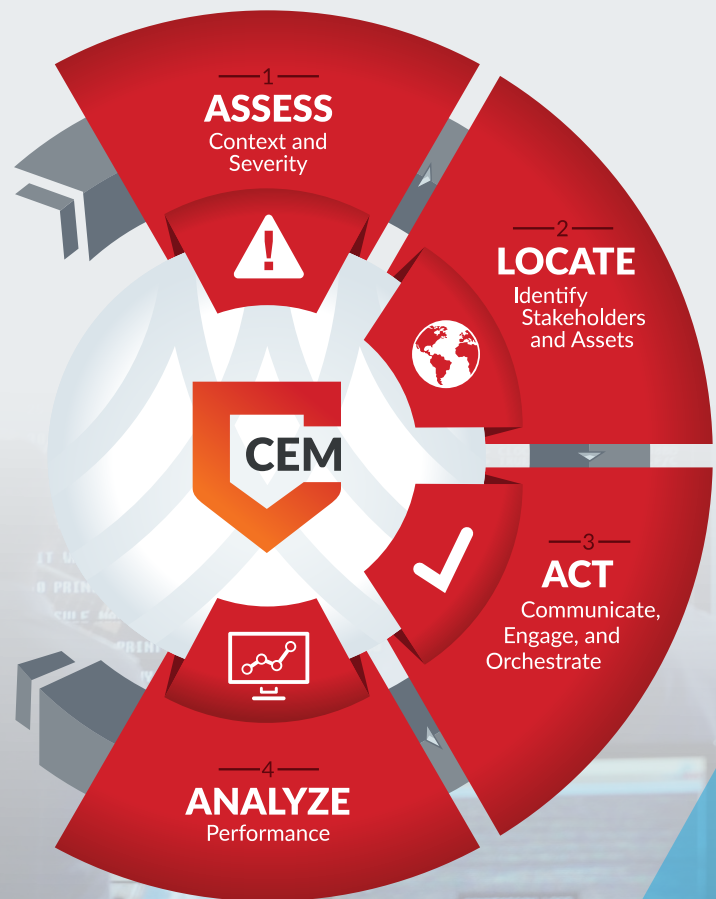 1
ASSESS
Context and
Severity
2
LOCATE
Identify
Stakeholders
and Assets
CEM
3
ACT
Communicate,
Engage, and
Orchestrate
4
ANALYZE
Performance